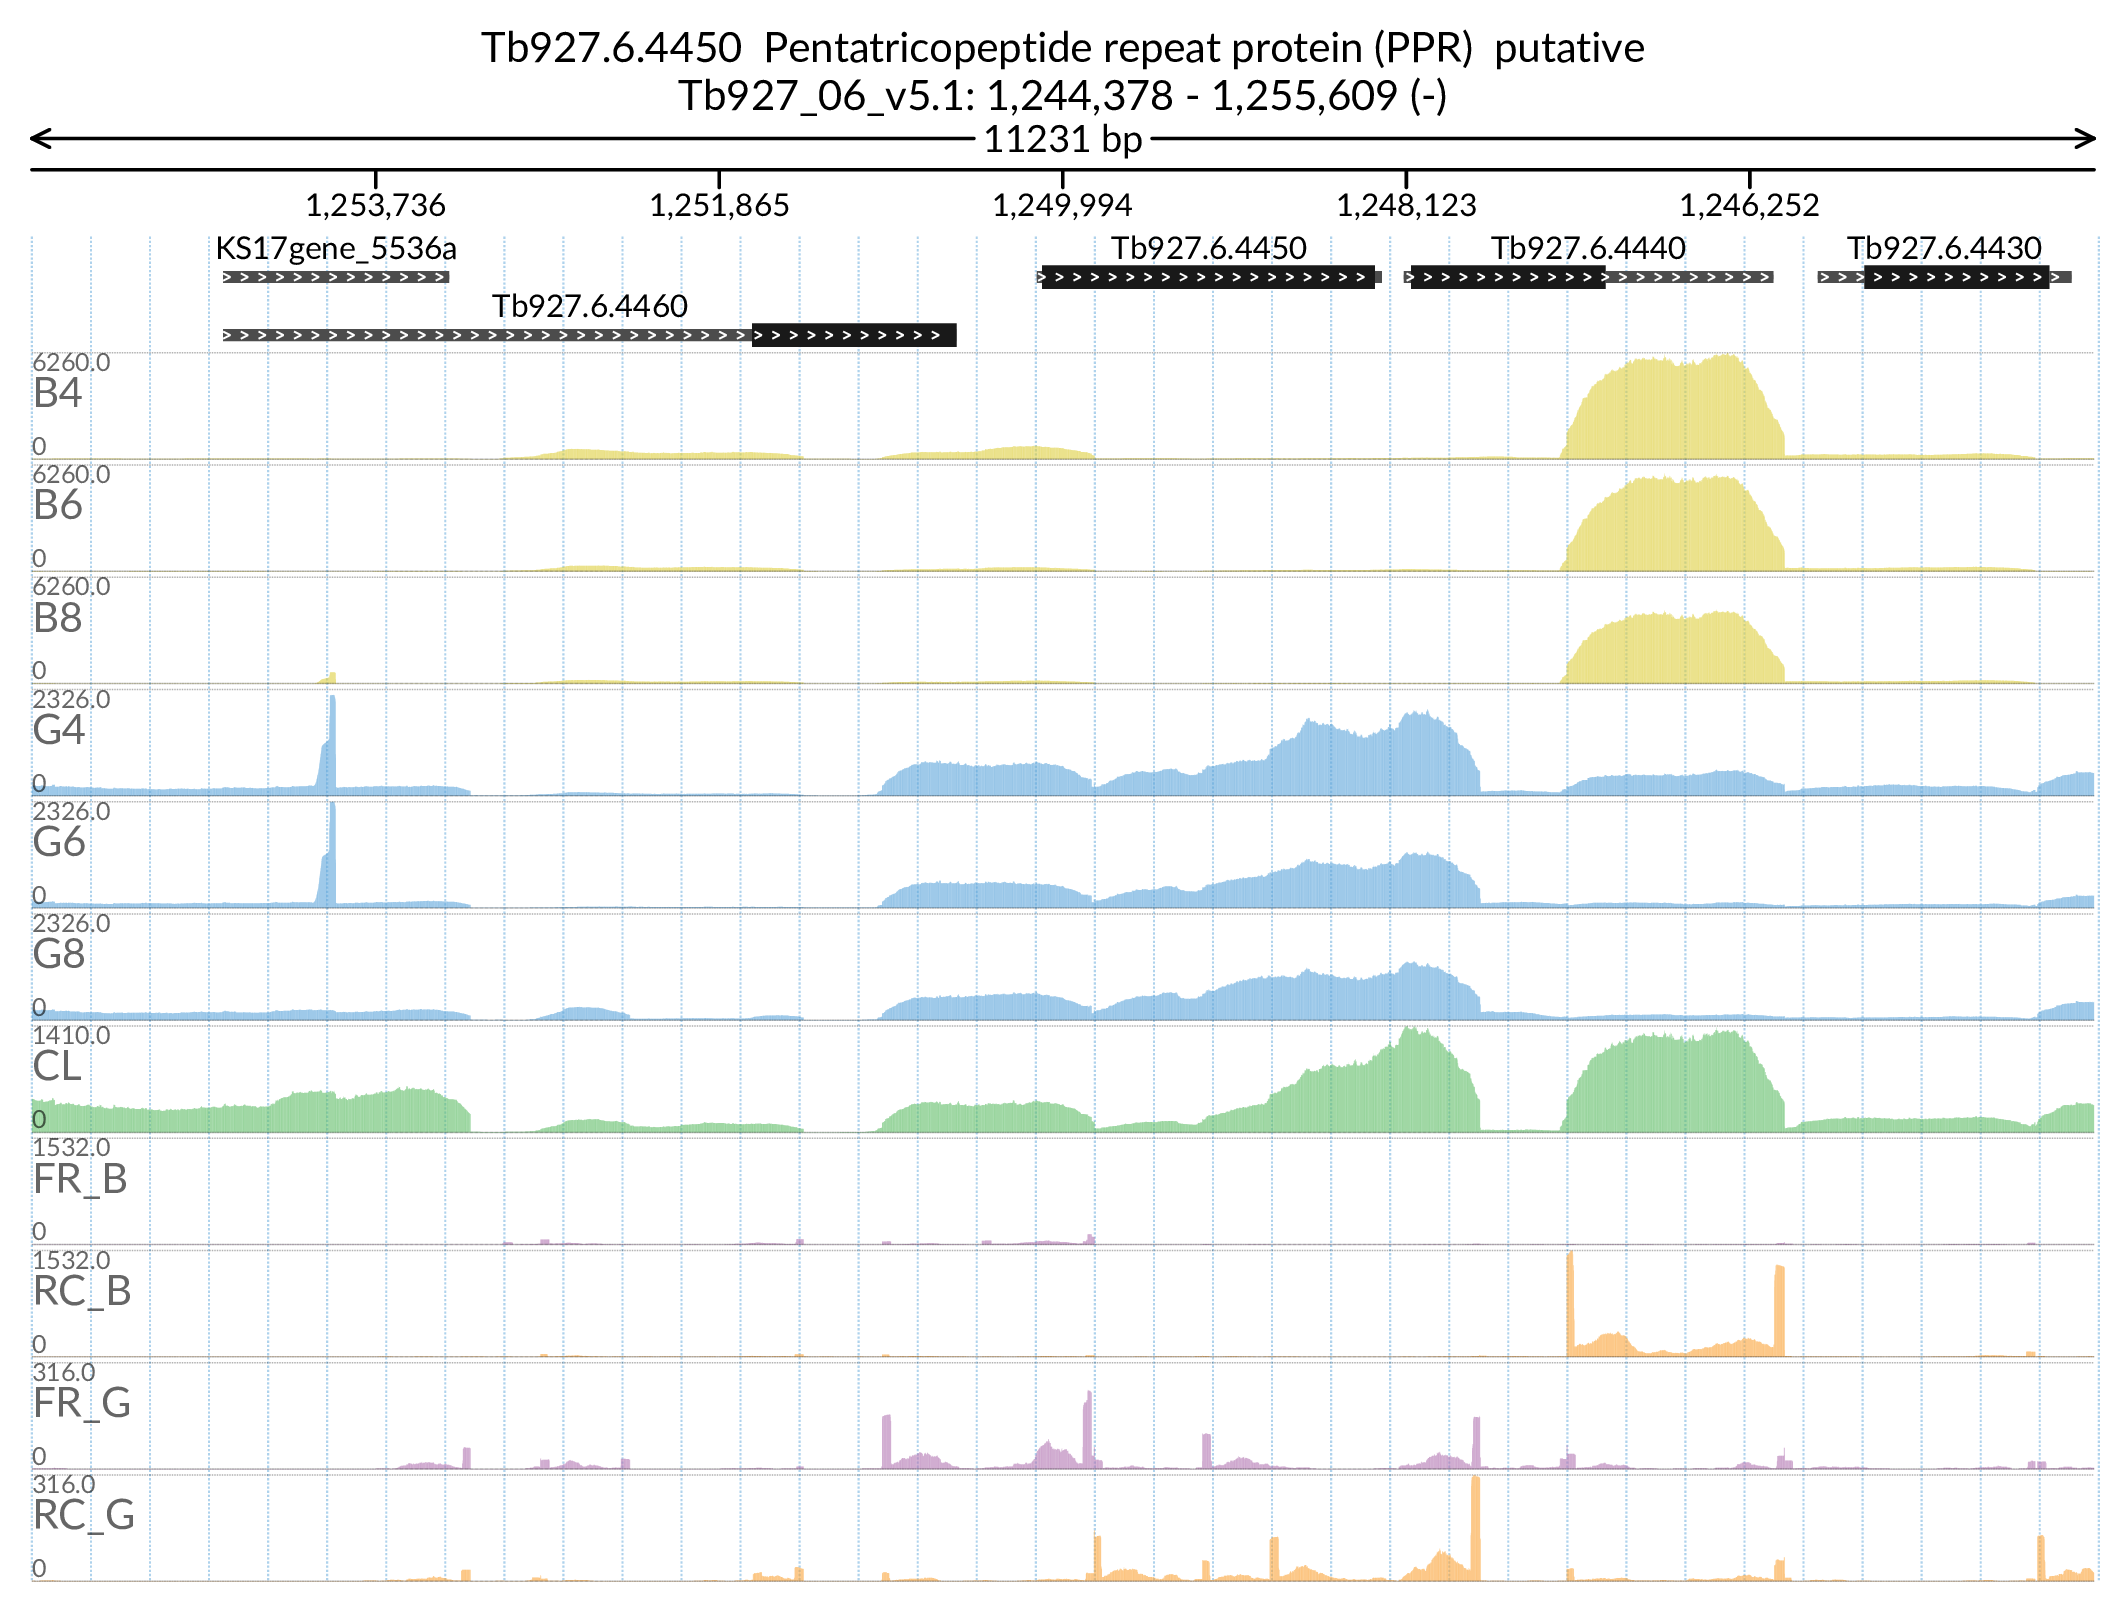 Tb927.6.4450  Pentatricopeptide repeat protein (PPR)  putative
Tb927_06_v5.1: 1,244,378 - 1,255,609 (-)
11231 bp
1,253,736 1,251,865 1,249,994 1,248,123 1,246,252
KS17gene_5536a Tb927.6.4450 Tb927.6.4440 Tb927.6.4430
Tb927.6.4460
6260.0
B4
0
6260.0
B6
0
6260.0
B8
0
2326.0
G4
0
2326.0
G6
0
2326.0
G8
0
1410.0
CL
0
1532.0
FR_B
0
1532.0
RC_B
0
316.0
FR_G
0
316.0
RC_G
0